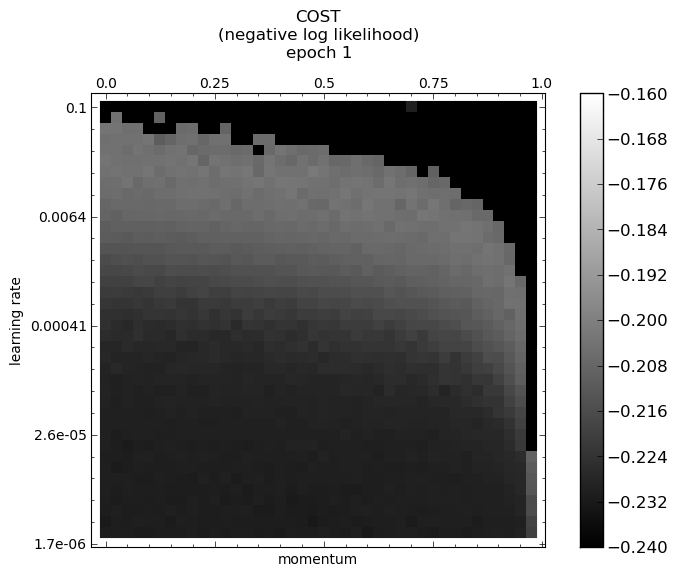 COST
(negative log likelihood)
epoch 1
0.0 0.25 0.5 0.75 1.0
0.1
0.0064
0.00041
2.6e-05
1.7e-06
learning rate
momentum
−0.160
−0.168
−0.176
−0.184
−0.192
−0.200
−0.208
−0.216
−0.224
−0.232
−0.240